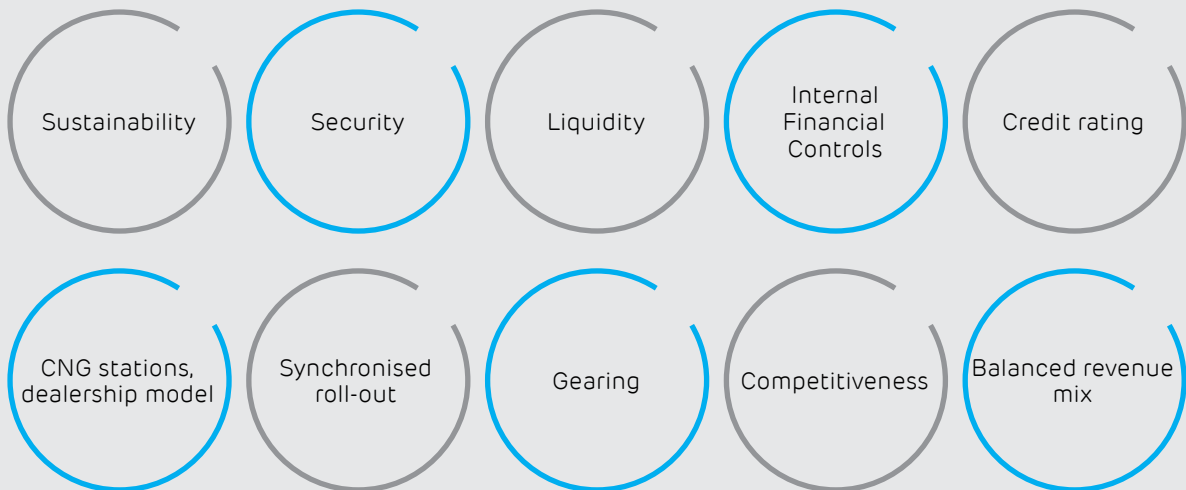 Sustainability
Security
Liquidity
Internal
Financial
Controls
Credit rating
CNG stations,
dealership model
Synchronised
roll-out
Gearing
Competitiveness
Balanced revenue
mix